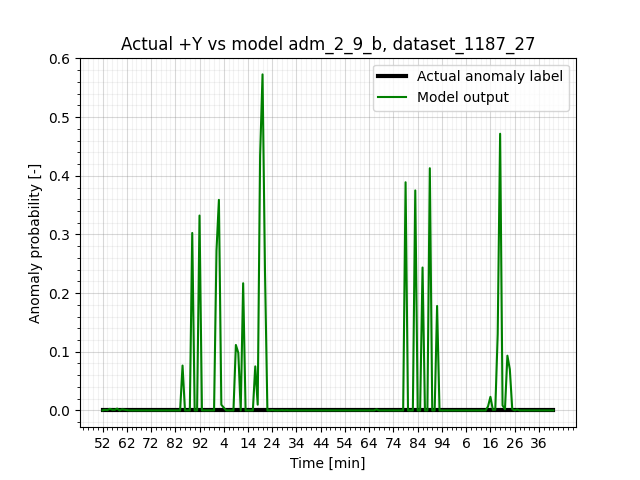 Actual +Y vs model adm_2_9_b, dataset_1187_27
Actual anomaly label
Model output
Anomaly probability [-]
0.6
0.5
0.4
0.3
0.2
0.1
0.0
52 62 72 82 92 4 14 24 34 44 54 64 74 84 94 6 16 26 36
Time [min]